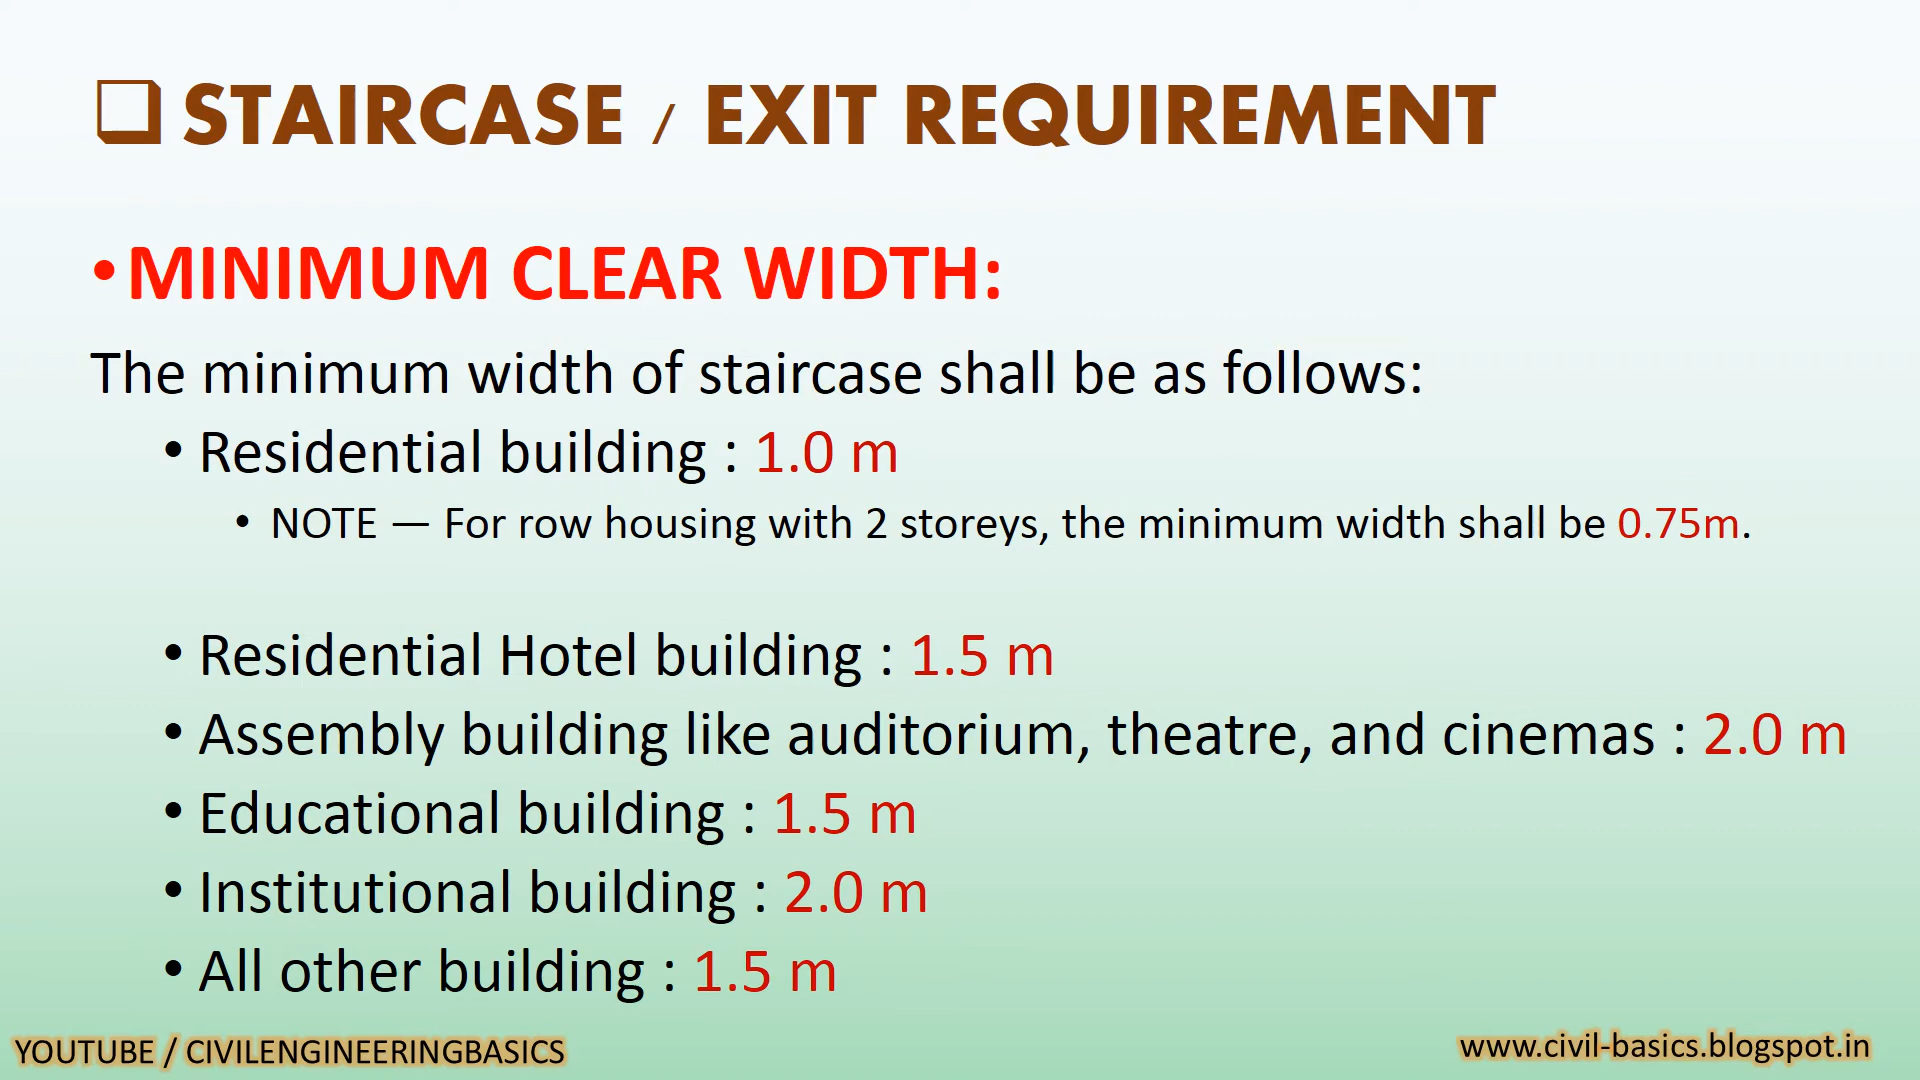 ❑ STAIRCASE / EXIT REQUIREMENT
• MINIMUM CLEAR WIDTH:
The minimum width of staircase shall be as follows:
• Residential building : 1.0 m
• NOTE — For row housing with 2 storeys, the minimum width shall be 0.75m.
• Residential Hotel building : 1.5 m
• Assembly building like auditorium, theatre, and cinemas : 2.0 m
• Educational building : 1.5 m
• Institutional building : 2.0 m
• All other building : 1.5 m
YOUTUBE / CIVILENGINEERINGBASICS
www.civil-basics.blogspot.in